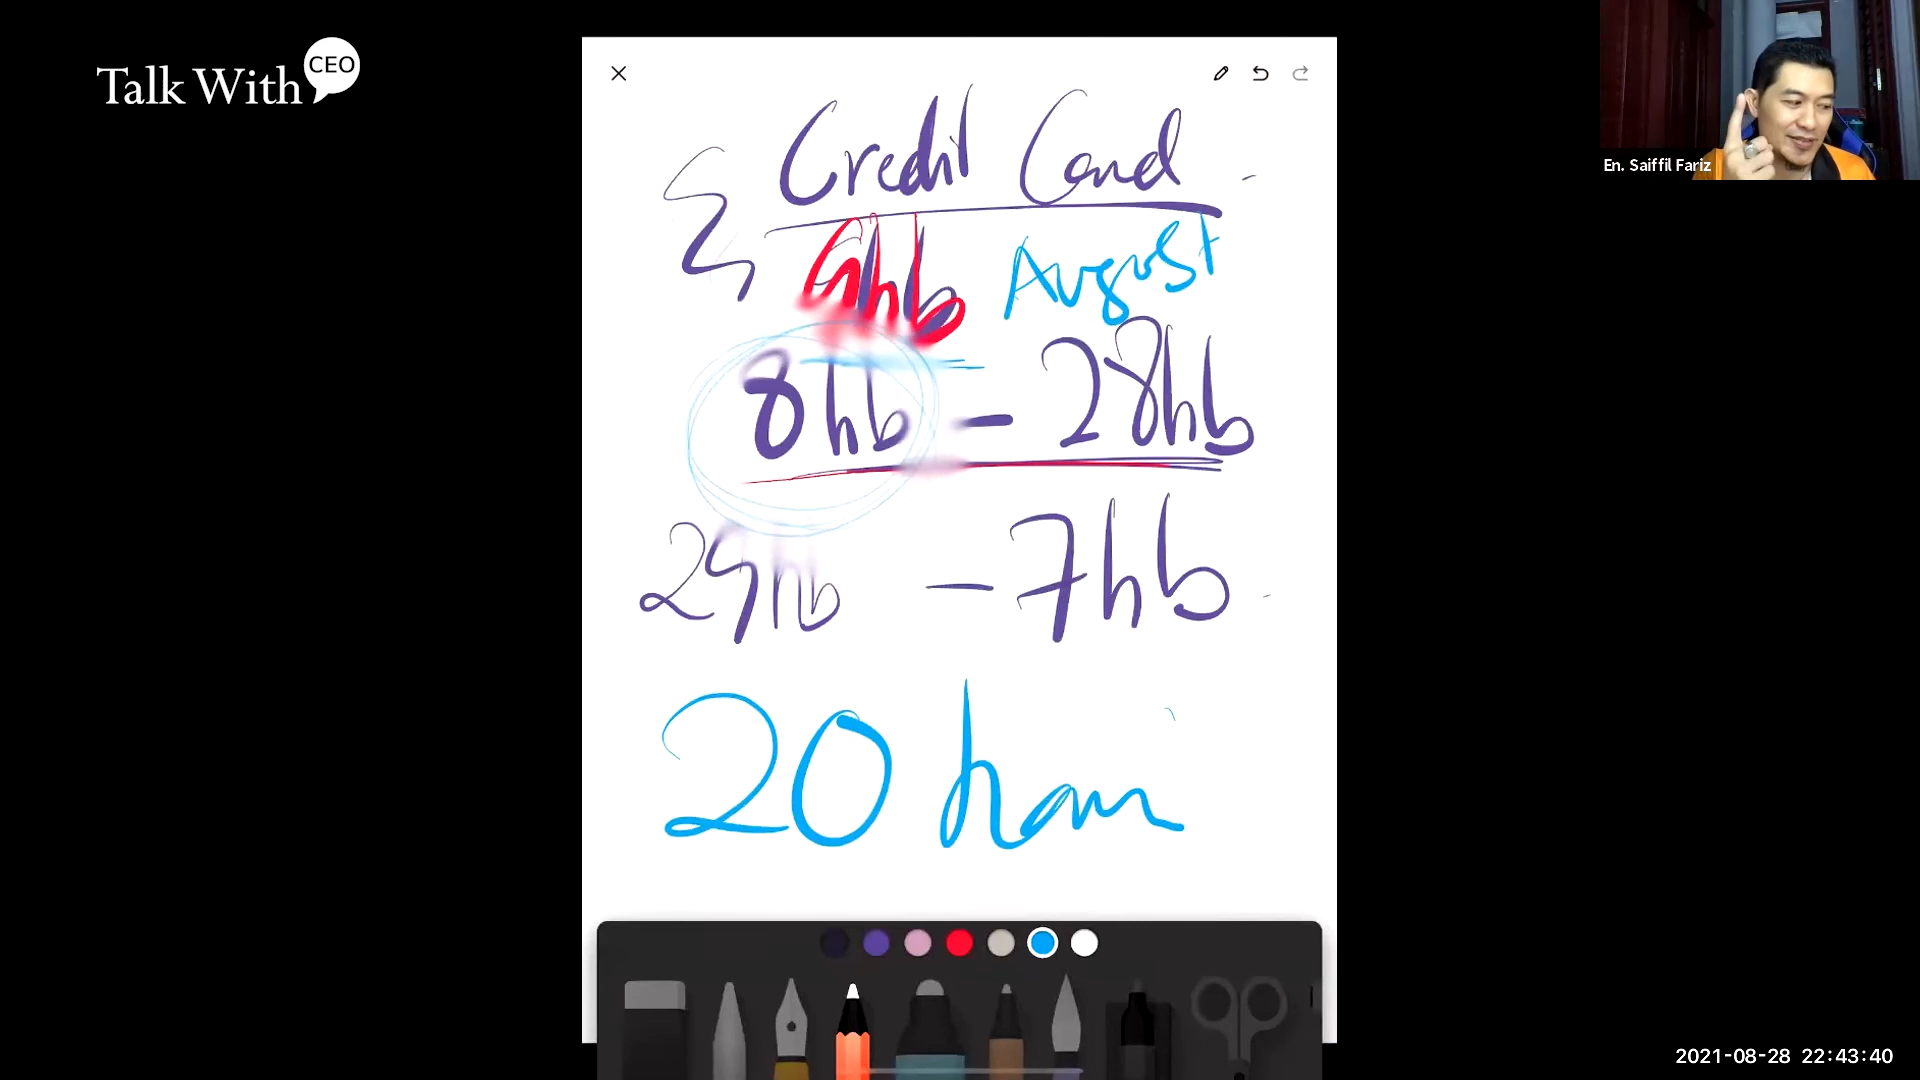 Talk With CEO
En. Saiffil Fariz
Credit Card
9hb August
8hb - 28hb
29hb - 7hb
20 hari
2021-08-28 22:43:40